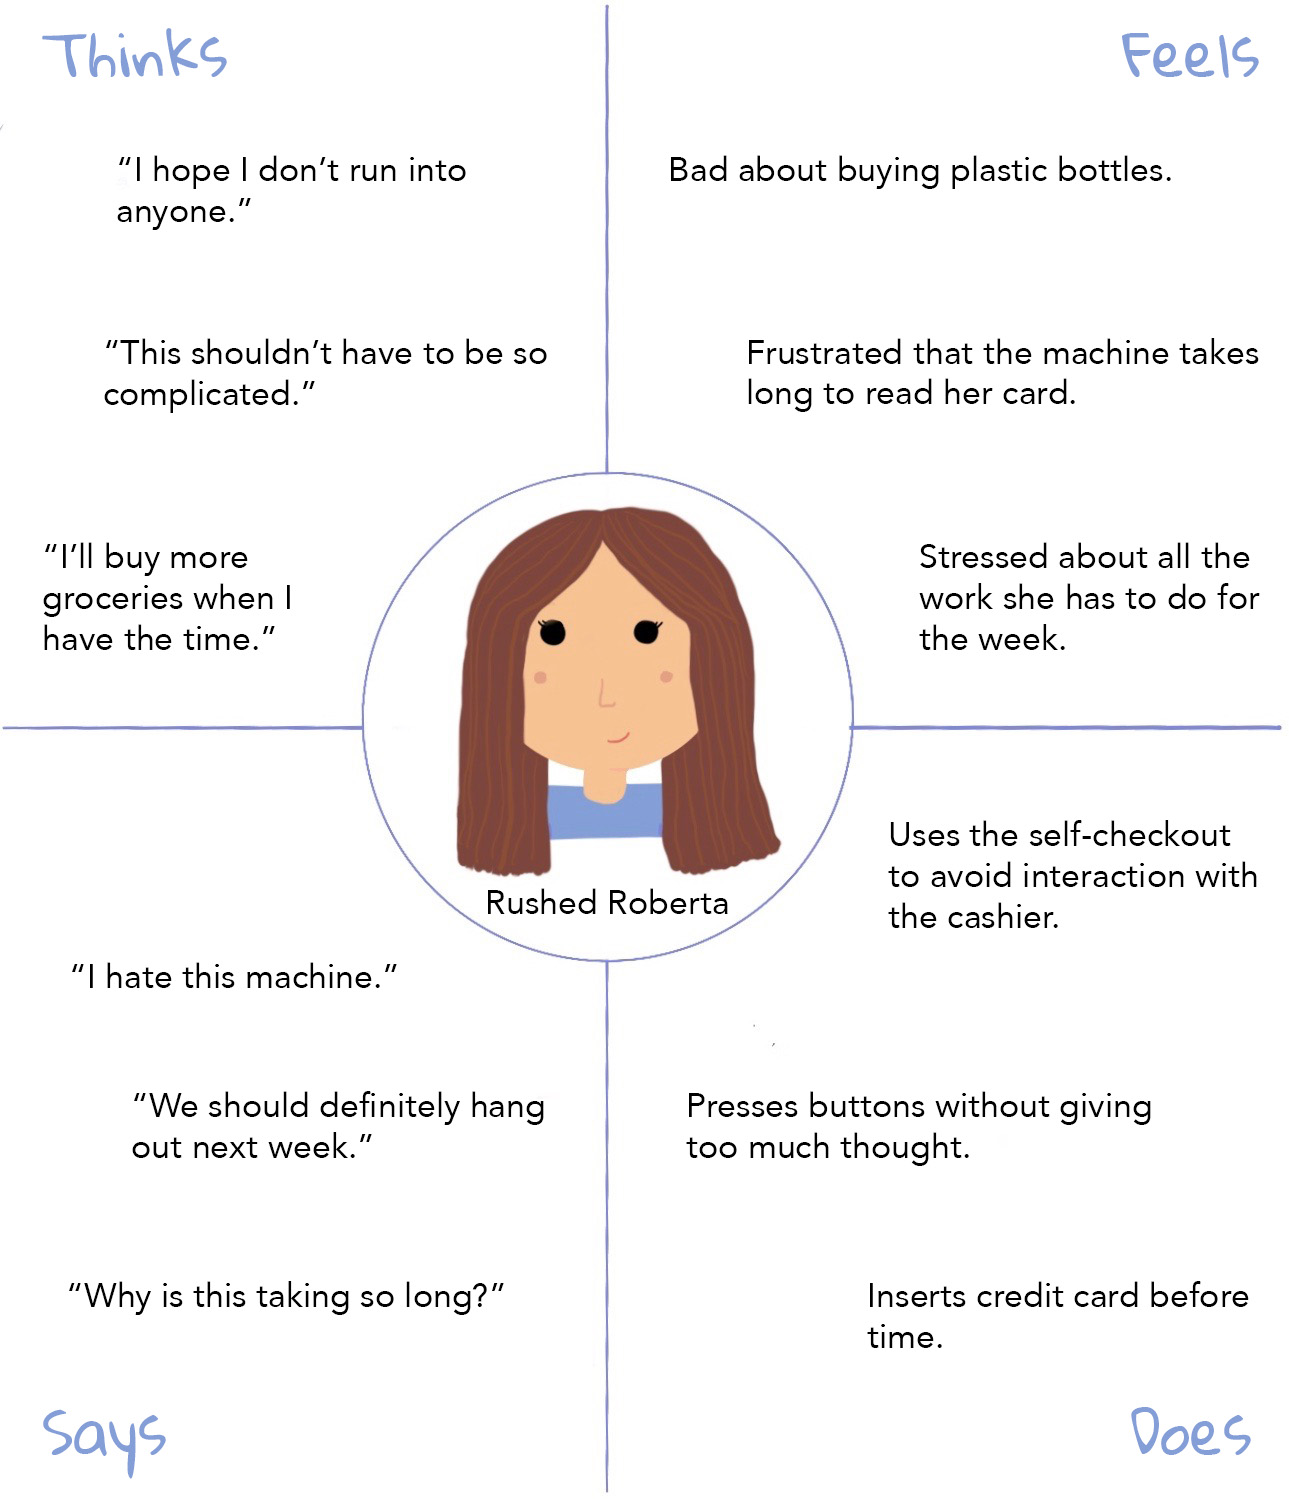 Thinks
“I hope I don’t run into
anyone.”
“This shouldn’t have to be so
complicated.”
“I’ll buy more
groceries when I
have the time.”
Feels
Bad about buying plastic bottles.
Frustrated that the machine takes
long to read her card.
Stressed about all the
work she has to do for
the week.
Rushed Roberta
“I hate this machine.”
“We should definitely hang
out next week.”
“Why is this taking so long?”
Says
Uses the self-checkout
to avoid interaction with
the cashier.
Presses buttons without giving
too much thought.
Inserts credit card before
time.
Does